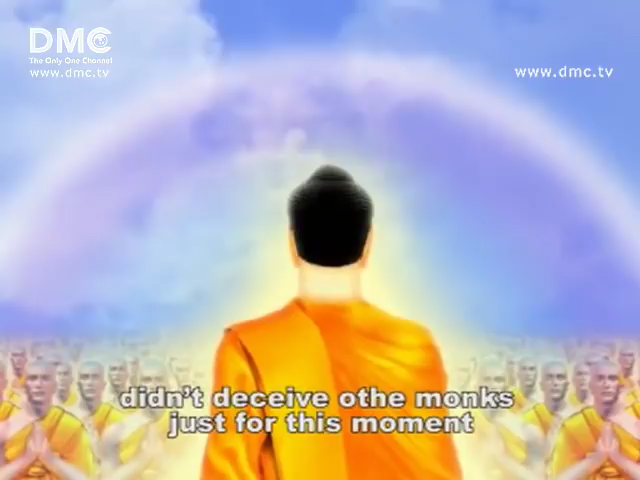 DMC
The Only One Channel
www.dmc.tv
www.dmc.tv
didn't deceive othe monks
just for this moment